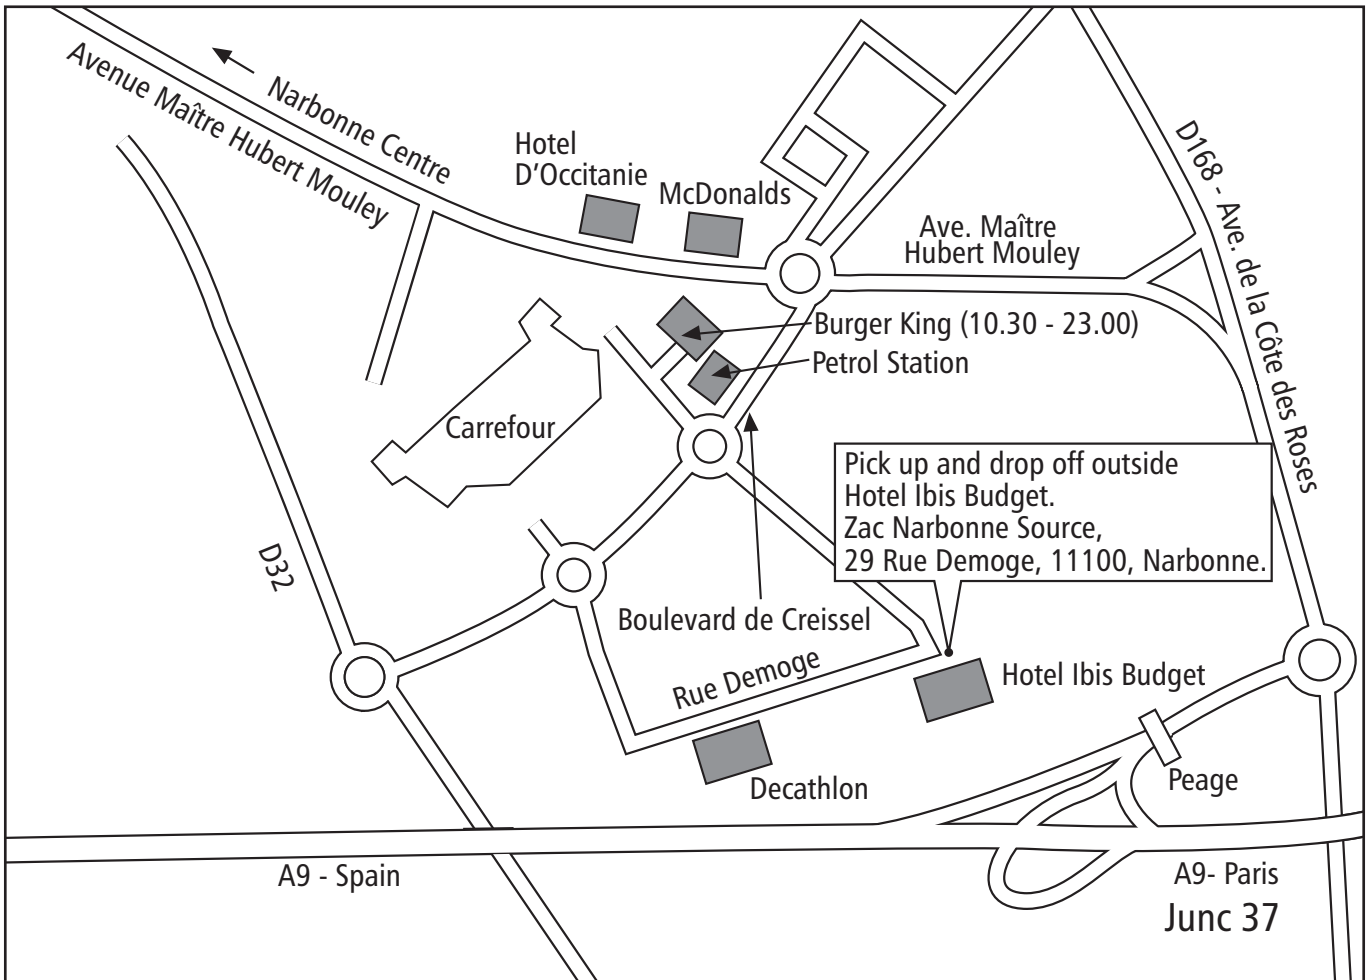 Narbonne Centre
Avenue Maître Hubert Mouley
Hotel
D'Occitanie
McDonalds
Ave. Maître
Hubert Mouley
D168 - Ave. de la Côte des Roses
Burger King (10.30 - 23.00)
Petrol Station
Carrefour
Pick up and drop off outside
Hotel Ibis Budget.
Zac Narbonne Source,
29 Rue Demoge, 11100, Narbonne.
D32
Boulevard de Creissel
Rue Demoge
Hotel Ibis Budget
Decathlon
Peage
A9 - Spain
A9- Paris
Junc 37